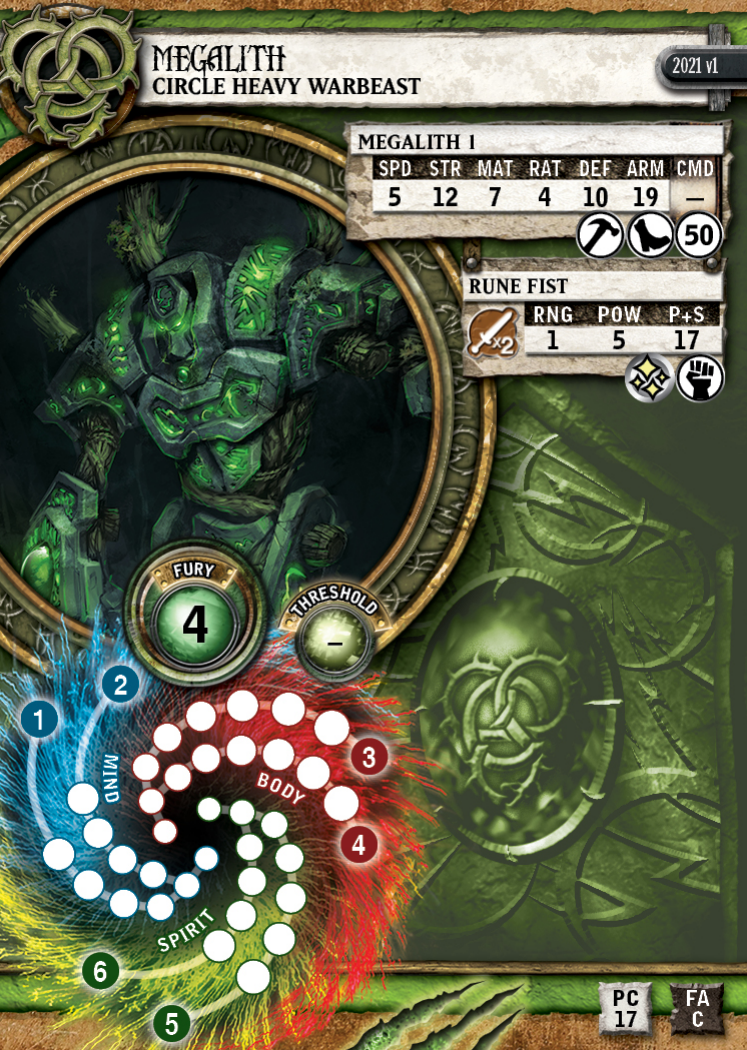 MEGALITH
CIRCLE HEAVY WARBEAST
2021 v1
MEGALITH 1
SPD STR MAT RAT DEF ARM CMD
5 12 7 4 10 19 –
50
RUNE FIST
RNG POW P+S
x2 1 5 17
FURY
4
THRESHOLD
–
2
1
MIND
3
BODY
4
SPIRIT
6
5
PC
17
FA
C